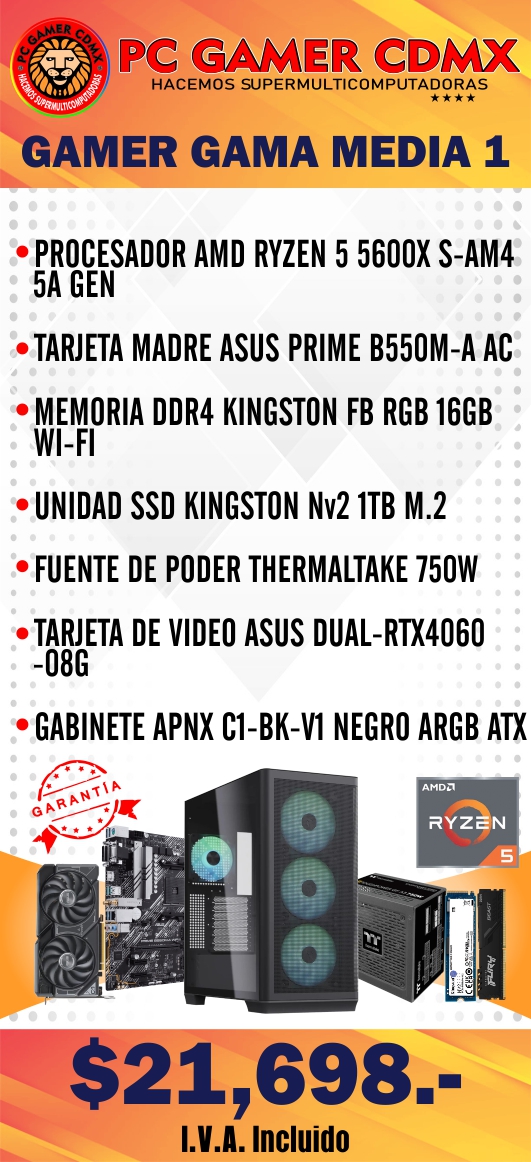 PC GAMER CDMX
HACEMOS SUPERMULTICOMPUTADORAS
PC GAMER CDMX
HACEMOS SUPERMULTICOMPUTADORAS
GAMER GAMA MEDIA 1
PROCESADOR AMD RYZEN 5 5600X S-AM4
5A GEN
TARJETA MADRE ASUS PRIME B550M-A AC
MEMORIA DDR4 KINGSTON FB RGB 16GB
WI-FI
UNIDAD SSD KINGSTON Nv2 1TB M.2
FUENTE DE PODER THERMALTAKE 750W
TARJETA DE VIDEO ASUS DUAL-RTX4060
-08G
GABINETE APNX C1-BK-V1 NEGRO ARGB ATX
GARANTÍA
AMD
RYZEN
5
BEAST
FURY
$21,698.-
I.V.A. Incluido